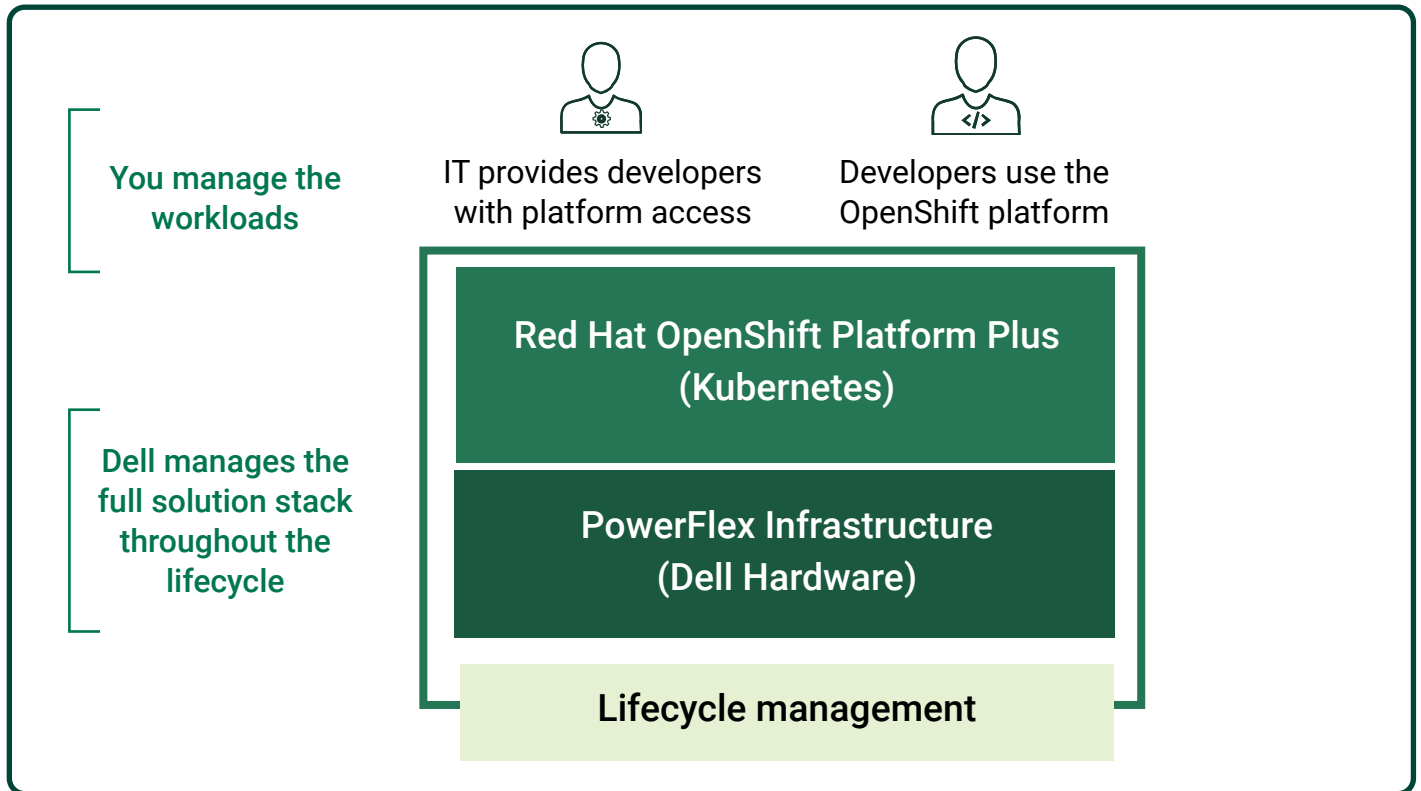 You manage the
workloads
IT provides developers
with platform access
Developers use the
OpenShift platform
</>
Red Hat OpenShift Platform Plus
(Kubernetes)
Dell manages the
full solution stack
throughout the
lifecycle
PowerFlex Infrastructure
(Dell Hardware)
Lifecycle management